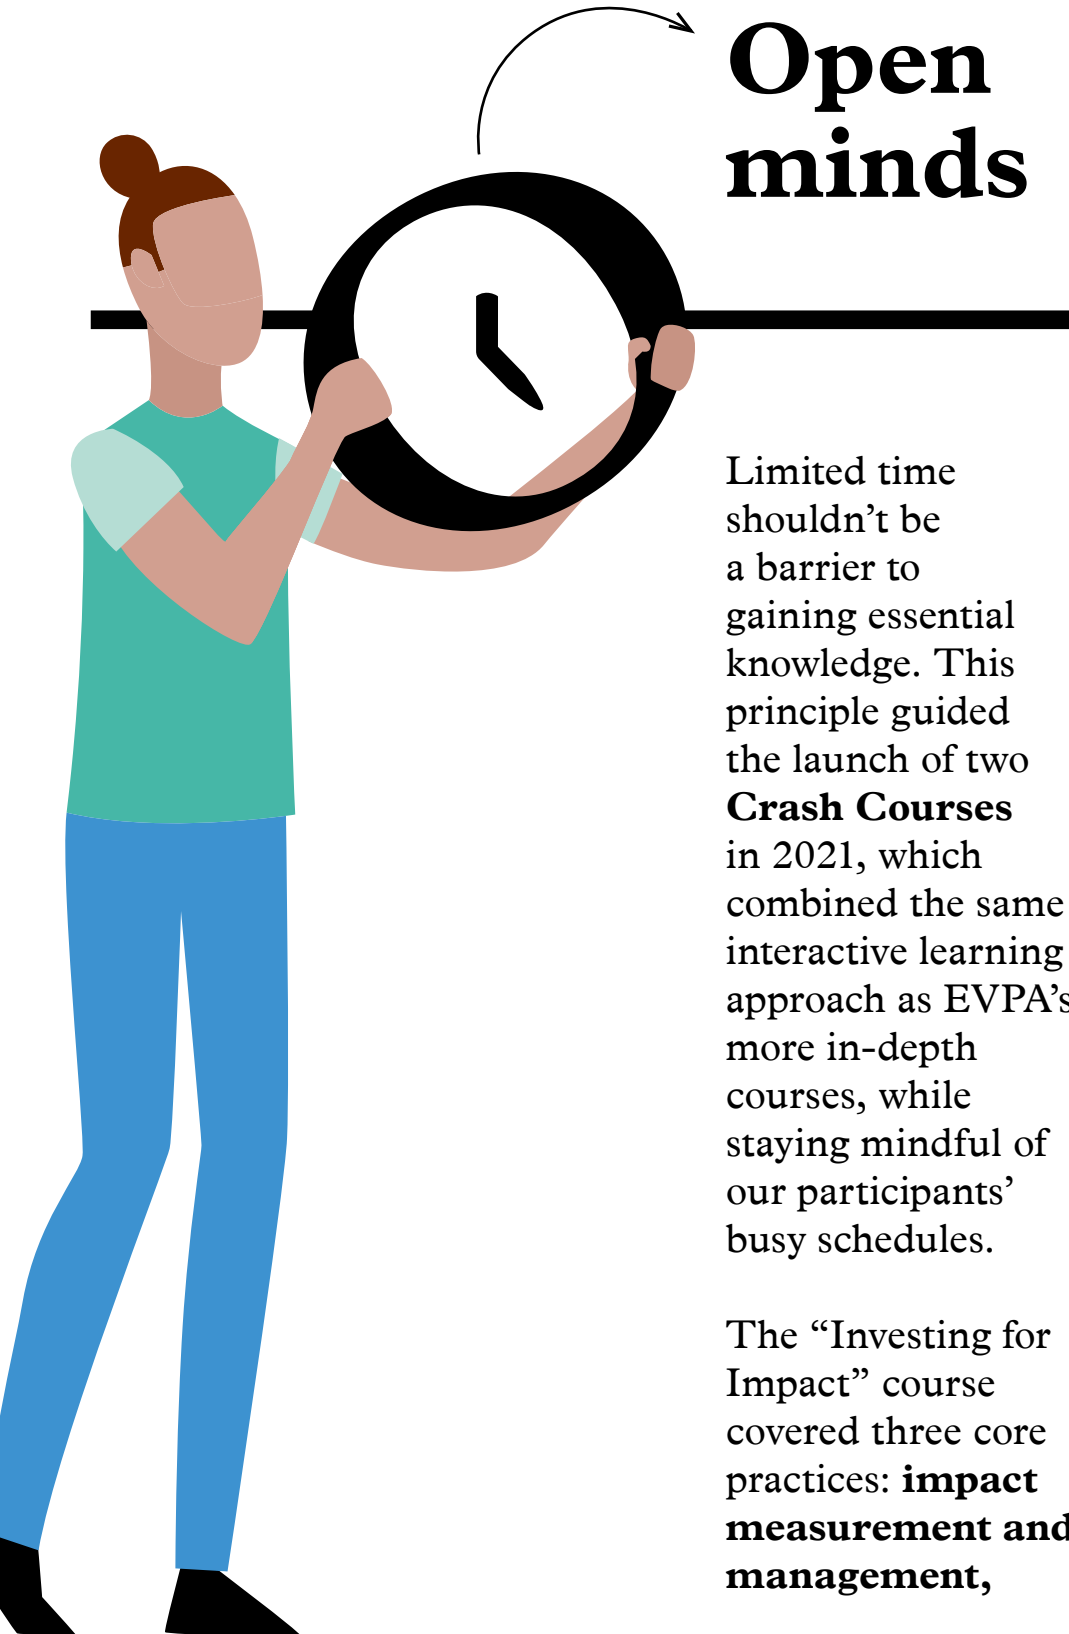 Open
minds
Limited time
shouldn’t be
a barrier to
gaining essential
knowledge. This
principle guided
the launch of two
Crash Courses
in 2021, which
combined the same
interactive learning
approach as EVPA’s
more in-depth
courses, while
staying mindful of
our participants’
busy schedules.
The “Investing for
Impact” course
covered three core
practices: impact
measurement and
management,